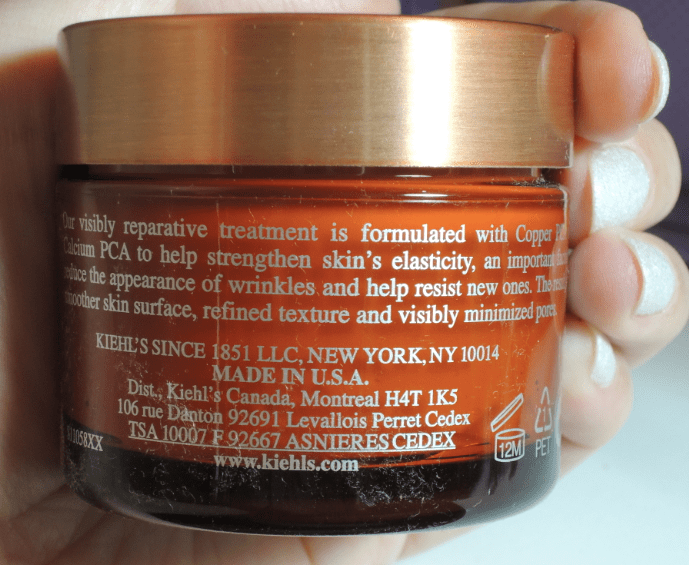 Our visibly reparative treatment is formulated with Copper
Calcium PCA to help strengthen skin's elasticity, an important
reduce the appearance of wrinkles and help resist new ones. The
smoother skin surface, refined texture and visibly minimized pores.
KIEHL'S SINCE 1851 LLC, NEW YORK, NY 10014
MADE IN U.S.A.
Dist. Kiehl's Canada, Montreal H4T 1K5
106 rue Danton 92691 Levallois Perret Cedex
TSA 10007 F 92667 ASNIERES CEDEX
www.kiehls.com
12M
PET